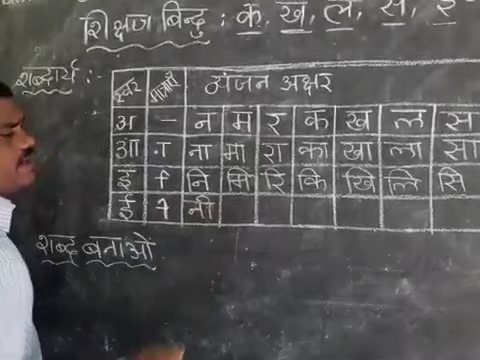 शिक्षण बिन्दु : क, ख, ल, स, ई
शब्दार्थ :-
स्वर मात्राएँ व्यंजन अक्षर
अ - न म र क ख ल स
आ ा ना मा रा का खा ला सा
इ ि नि मि रि कि खि लि सि
ई ी नी
शब्द बनाओ